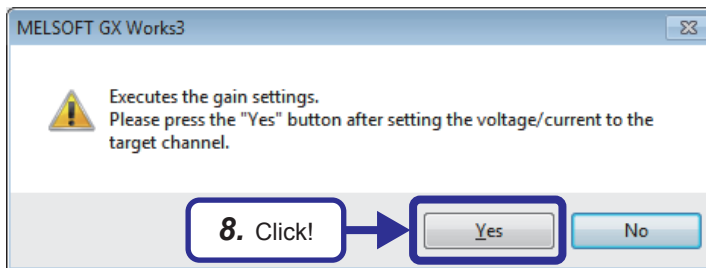 MELSOFT GX Works3
Executes the gain settings.
Please press the "Yes" button after setting the voltage/current to the
target channel.
8. Click!
Yes
No